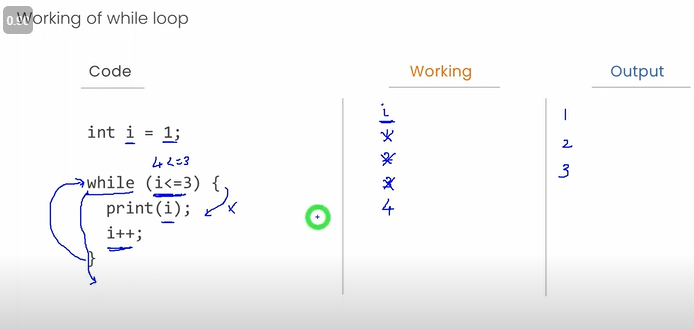 0.50
Working of while loop
Code
Working
Output
int i = 1;
4<=3
while (i<=3) {
print(i);
x
i++;
}
i
1
2
3
4
1
2
3